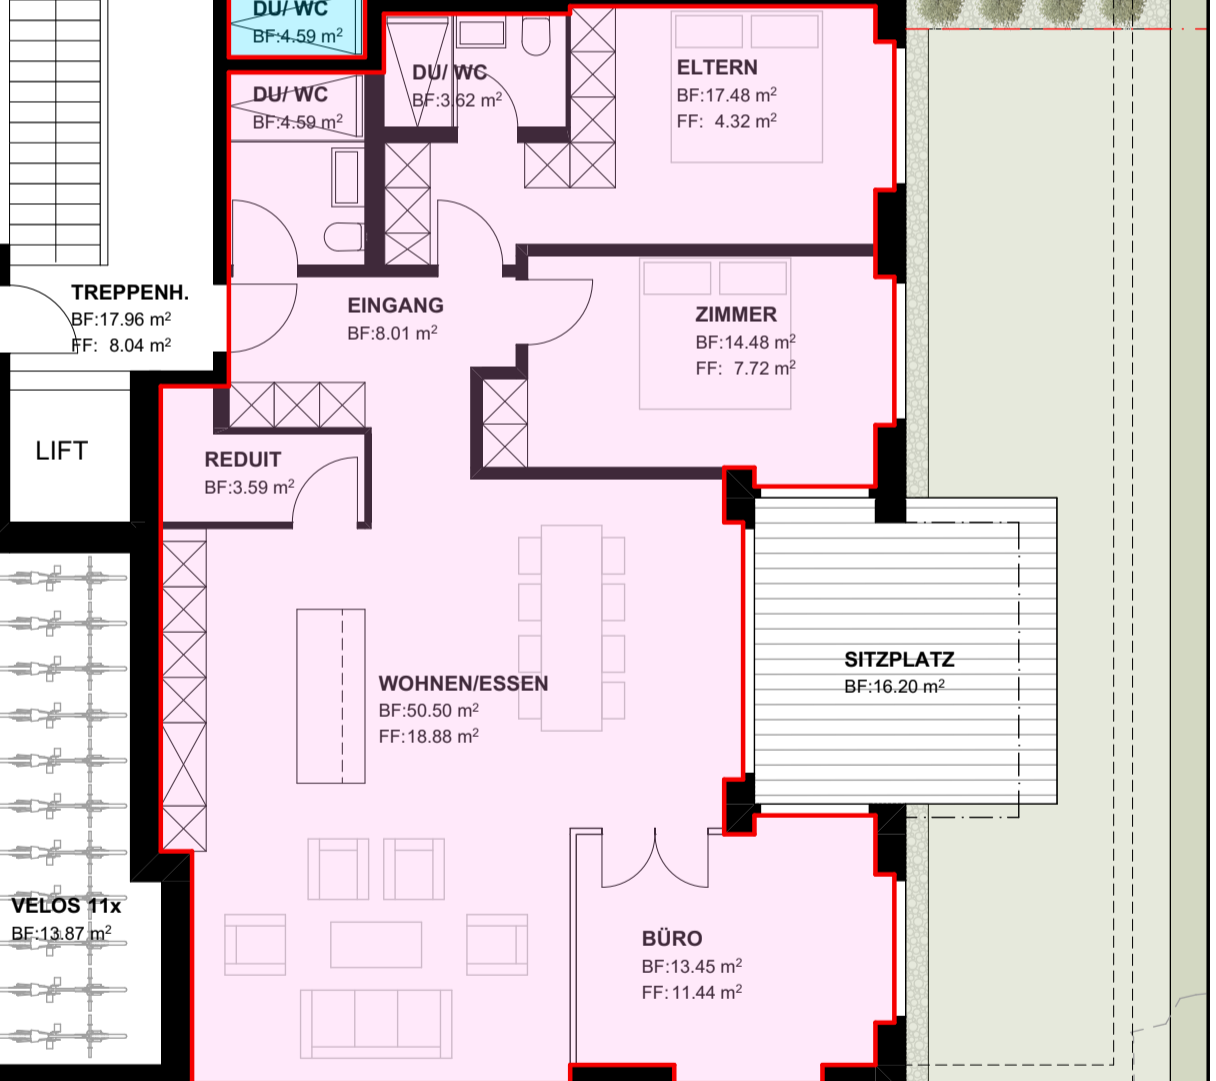 DU/ WC
BF:4.59 m²
DU/ WC
BF:4.59 m²
DU/ WC
BF:3.62 m²
ELTERN
BF:17.48 m²
FF: 4.32 m²
TREPPENH.
BF:17.96 m²
FF: 8.04 m²
EINGANG
BF:8.01 m²
ZIMMER
BF:14.48 m²
FF: 7.72 m²
LIFT
REDUIT
BF:3.59 m²
WOHNEN/ESSEN
BF:50.50 m²
FF:18.88 m²
SITZPLATZ
BF:16.20 m²
VELOS 11x
BF:13.87 m²
BÜRO
BF:13.45 m²
FF: 11.44 m²